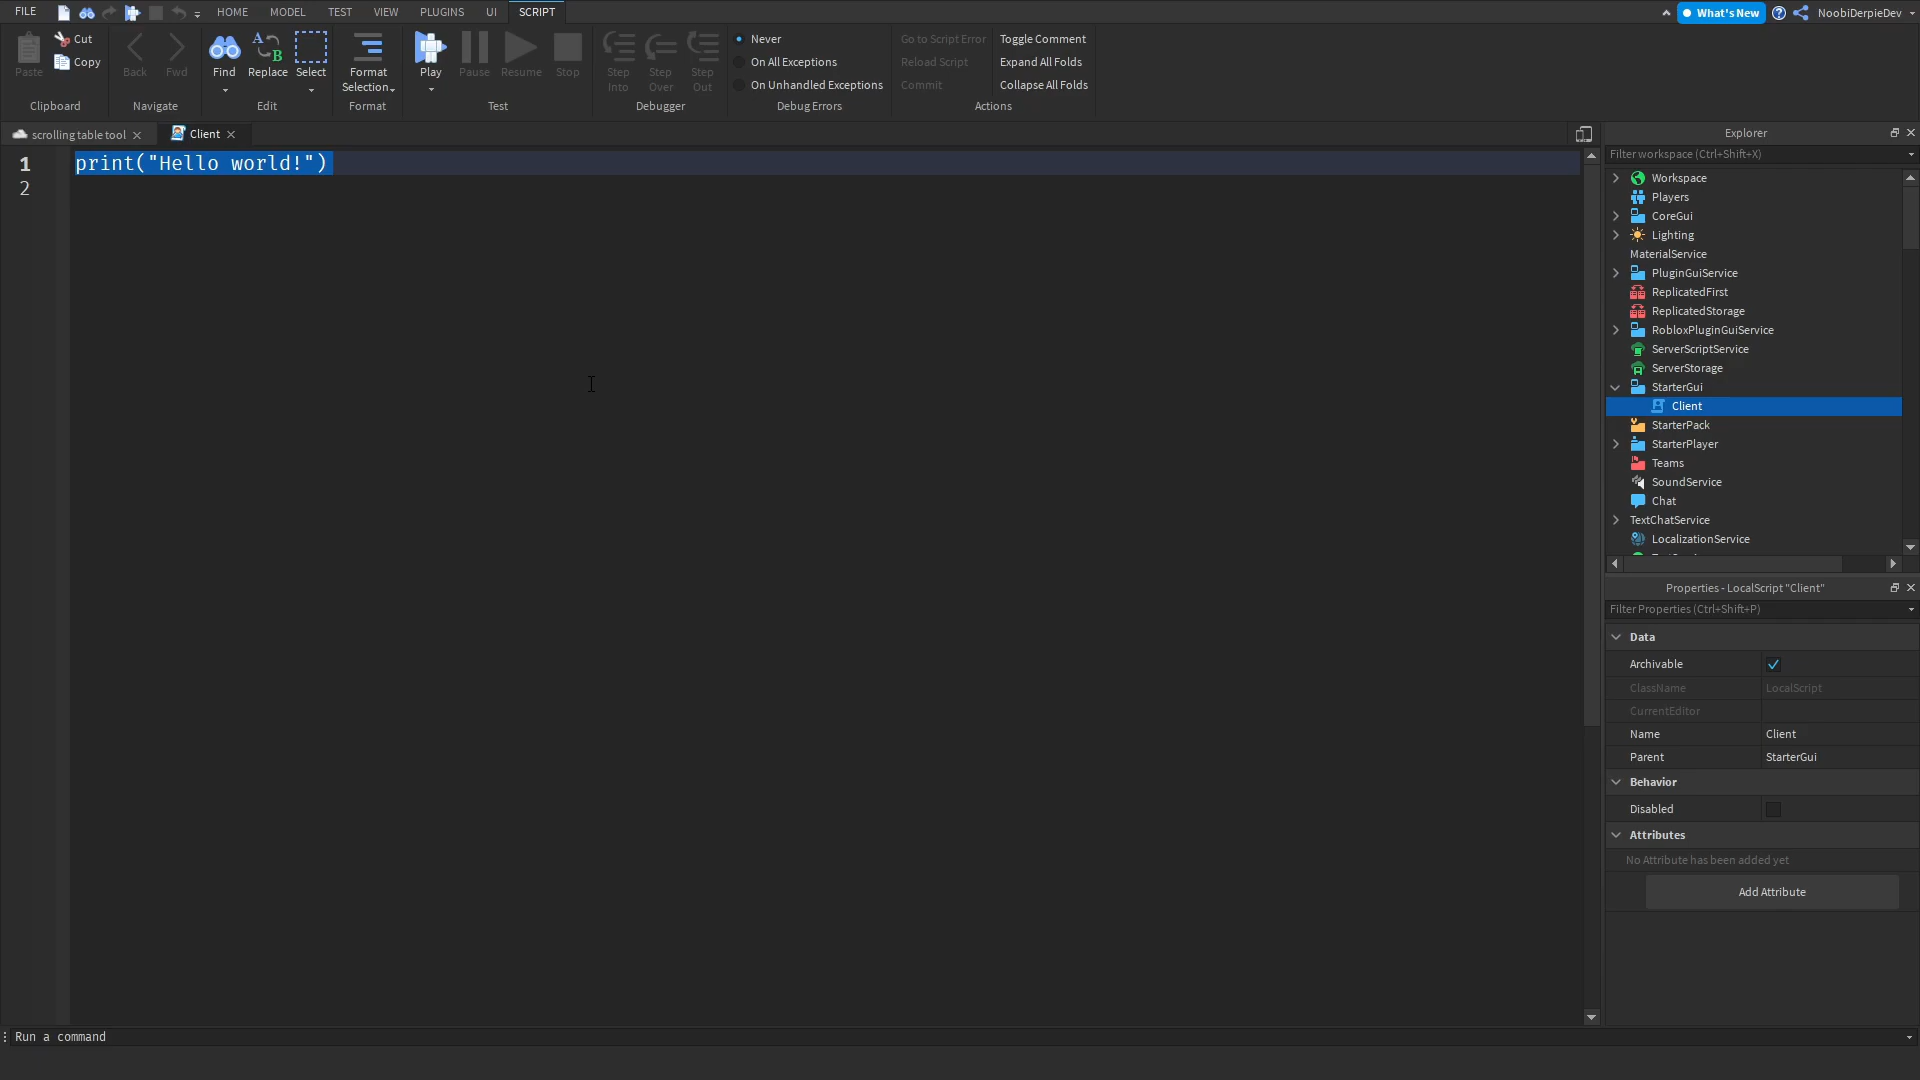 FILE HOME MODEL TEST VIEW PLUGINS UI SCRIPT What's New NoobiDerpieDev
Paste Cut Copy Clipboard
Back Fwd Navigate
Find Replace Select Edit
Format Selection Format
Play Pause Resume Stop Test
Step Into Step Over Step Out Debugger
Never
On All Exceptions
On Unhandled Exceptions
Debug Errors
Go to Script Error Toggle Comment
Reload Script Expand All Folds
Commit Collapse All Folds
Actions
scrolling table tool Client
1 print("Hello world!")
2
Explorer
Filter workspace (Ctrl+Shift+X)
Workspace
Players
CoreGui
Lighting
MaterialService
PluginGuiService
ReplicatedFirst
ReplicatedStorage
RobloxPluginGuiService
ServerScriptService
ServerStorage
StarterGui
Client
StarterPack
StarterPlayer
Teams
SoundService
Chat
TextChatService
LocalizationService
Properties - LocalScript "Client"
Filter Properties (Ctrl+Shift+P)
Data
Archivable
ClassName LocalScript
CurrentEditor
Name Client
Parent StarterGui
Behavior
Disabled
Attributes
No Attribute has been added yet
Add Attribute
Run a command